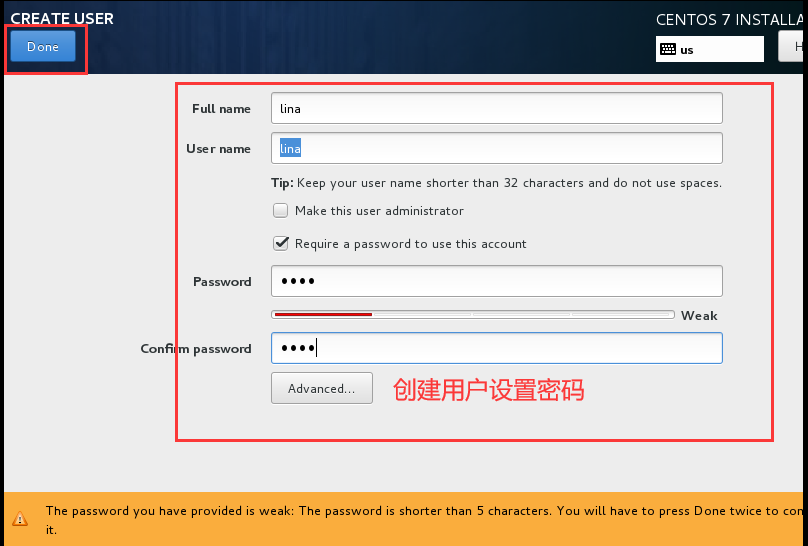 CREATE USER
CENTOS 7 INSTALLA
Done
us
H
Full name
lina
User name
lina
Tip: Keep your user name shorter than 32 characters and do not use spaces.
Make this user administrator
Require a password to use this account
Password
••••
Weak
Confirm password
••••
Advanced...
创建用户设置密码
The password you have provided is weak: The password is shorter than 5 characters. You will have to press Done twice to con
it.